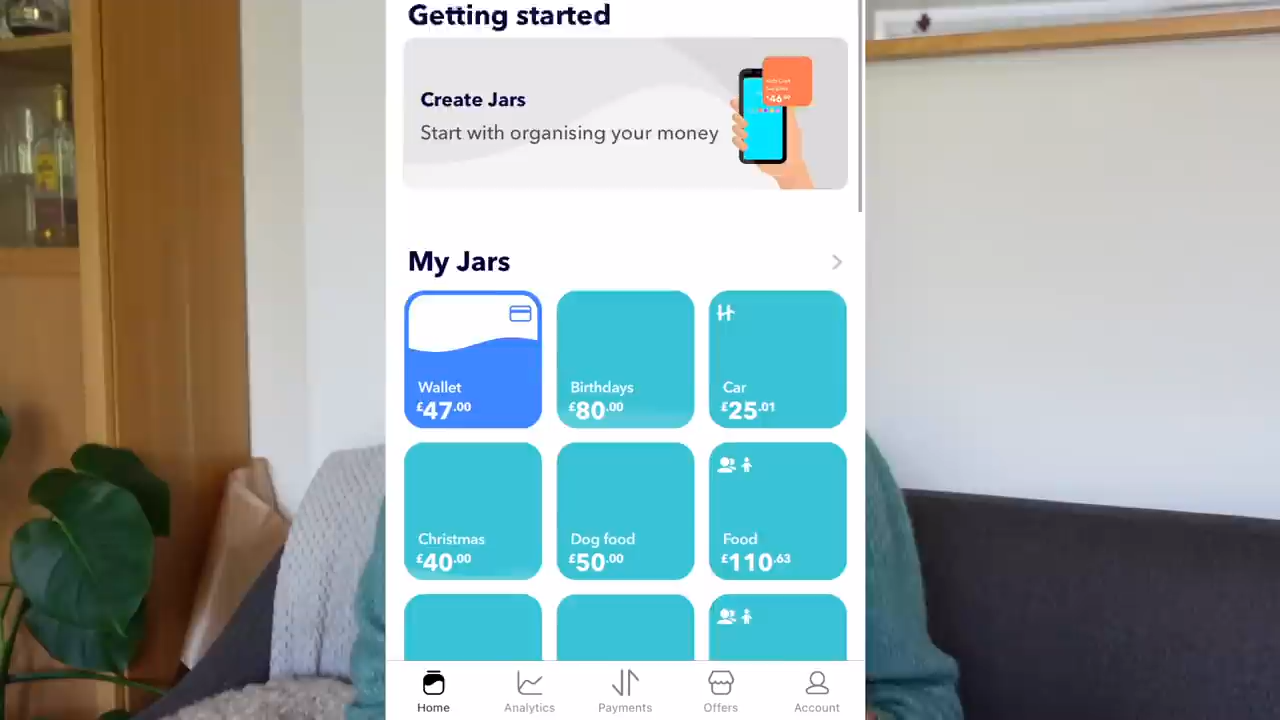 Getting started
Create Jars
Start with organising your money
£46
My Jars
Wallet
£47.00
Birthdays
£80.00
Car
£25.01
Christmas
£40.00
Dog food
£50.00
Food
£110.63
Home
Analytics
Payments
Offers
Account